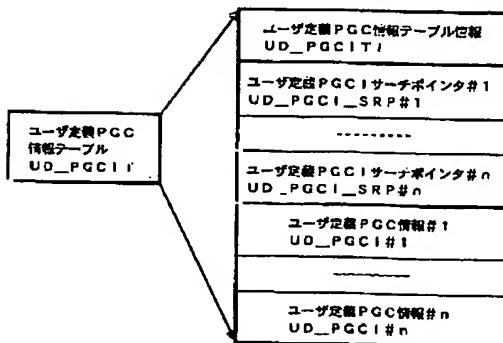 ユーザ定義PGC
情報テーブル
UD_PGCIT
ユーザ定義PGC情報テーブル情報
UD_PGCITI
ユーザ定義PGCIサーチポインタ#1
UD_PGCI_SRP#1
ユーザ定義PGCIサーチポインタ#n
UD_PGCI_SRP#n
ユーザ定義PGC情報#1
UD_PGCI#1
ユーザ定義PGC情報#n
UD_PGCI#n